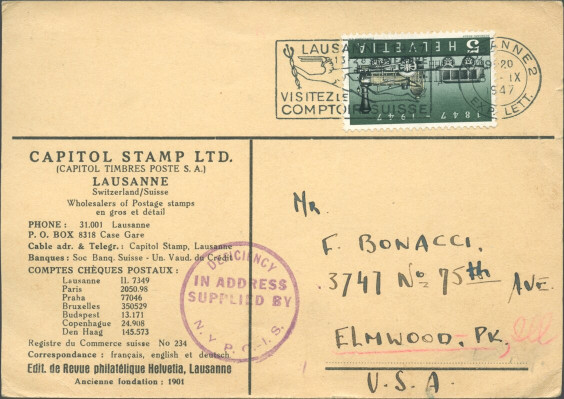 LAUSANNE 2
1920
- IX
1947
EXP. LETT.
LAUSAN
13
VISITEZ LE
COMPTOIR SUISSE
HELVETIA 5
1847 - 1947
CAPITOL STAMP LTD.
(CAPITOL TIMBRES POSTE S. A.)
LAUSANNE
Switzerland/Suisse
Wholesalers of Postage stamps
en gros et détail
PHONE: 31.001 Lausanne
P. O. BOX 8318 Case Gare
Cable adr. & Telegr.: Capitol Stamp, Lausanne
Banques: Soc Banq. Suisse - Un. Vaud. de Crédit
COMPTES CHÈQUES POSTAUX:
Lausanne II. 7349
Paris 2050.98
Praha 77046
Bruxelles 350529
Budapest 13.171
Copenhague 24.908
Den Haag 145.573
Registre du Commerce suisse No 234
Correspondance: français, english et deutsch
Edit. de Revue philatélique Helvetia, Lausanne
Ancienne fondation: 1901
DEFICIENCY
IN ADDRESS
SUPPLIED BY
N. Y. P. O.-I. S.
Mr.
F. BONACCI,
3747 No 75th AVE.
ELMWOOD, PK, Ill
U.S.A.